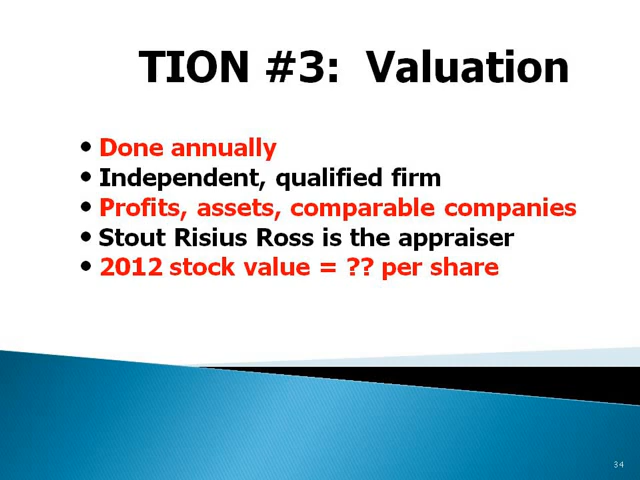 TION #3: Valuation
• Done annually
• Independent, qualified firm
• Profits, assets, comparable companies
• Stout Risius Ross is the appraiser
• 2012 stock value = ?? per share
34